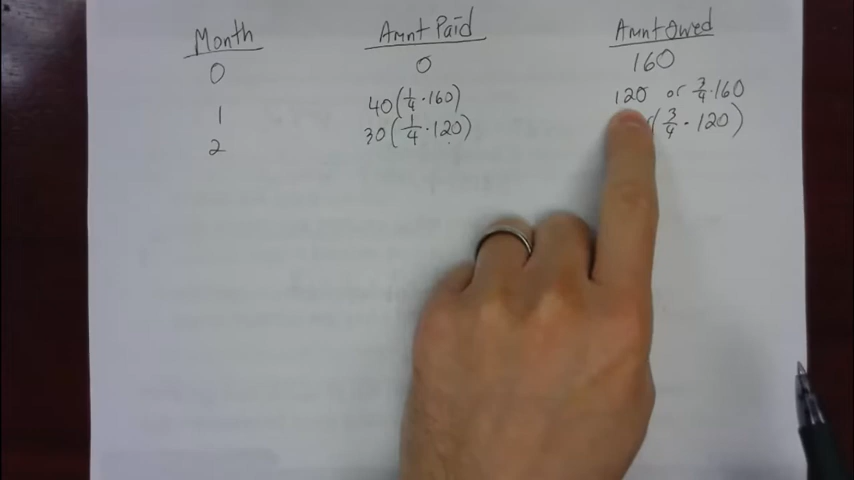 Month Amnt Paid Amnt Owed
0 0 160
1 40(1/4·160) 120 or 3/4·160
2 30(1/4·120) (3/4·120)